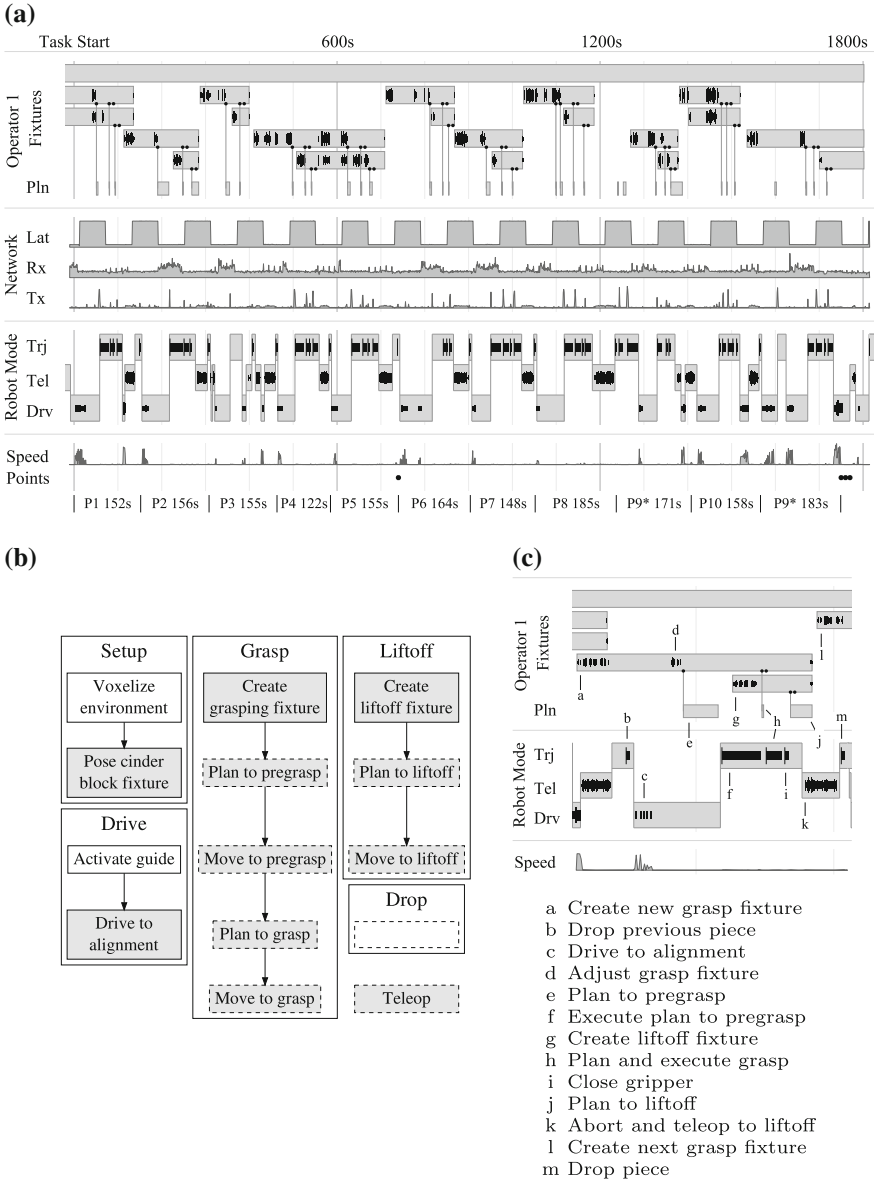 (a)
Task Start 600s 1200s 1800s
Operator 1
Fixtures
Pln
Network
Lat
Rx
Tx
Robot Mode
Trj
Tel
Drv
Speed
Points
P1 152s P2 156s P3 155s P4 122s P5 155s P6 164s P7 148s P8 185s P9* 171s P10 158s P9* 183s
(b)
Setup
Voxelize
environment
Pose cinder
block fixture
Drive
Activate guide
Drive to
alignment
Grasp
Create
grasping fixture
Plan to pregrasp
Move to pregrasp
Plan to grasp
Move to grasp
Liftoff
Create
liftoff fixture
Plan to liftoff
Move to liftoff
Drop
Teleop
(c)
Operator 1
Fixtures
Pln
Robot Mode
Trj
Tel
Drv
Speed
a
b
c
d
e
f
g
h
i
j
k
l
m
a Create new grasp fixture
b Drop previous piece
c Drive to alignment
d Adjust grasp fixture
e Plan to pregrasp
f Execute plan to pregrasp
g Create liftoff fixture
h Plan and execute grasp
i Close gripper
j Plan to liftoff
k Abort and teleop to liftoff
l Create next grasp fixture
m Drop piece